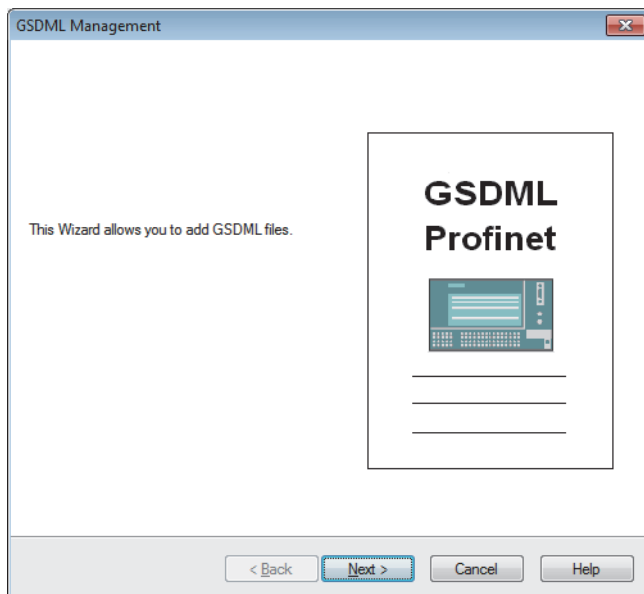 GSDML Management
This Wizard allows you to add GSDML files.
GSDML
Profinet
< Back
Next >
Cancel
Help